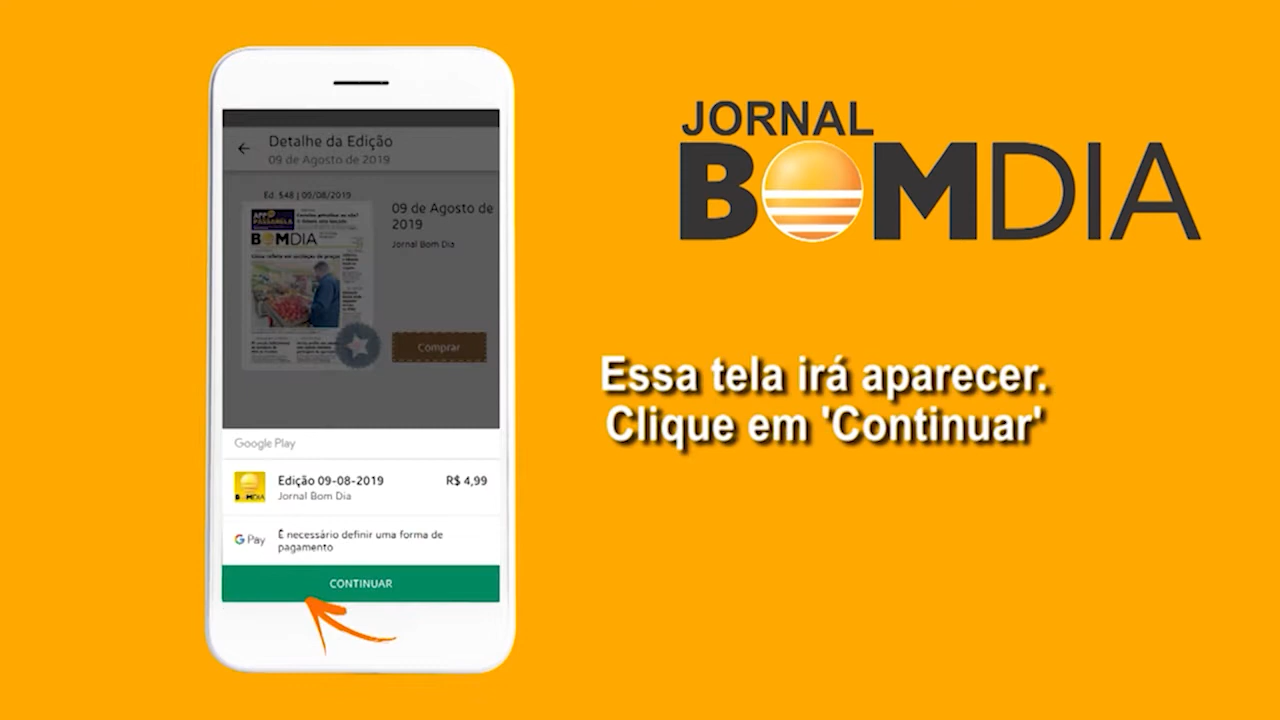 Detalhe da Edição
09 de Agosto de 2019
Ed. 548 | 09/08/2019
BOMDIA
09 de Agosto de
2019
Jornal Bom Dia
Comprar
Google Play
BOMDIA
Edição 09-08-2019
R$ 4,99
Jornal Bom Dia
G Pay
É necessário definir uma forma de
pagamento
CONTINUAR
JORNAL
BOMDIA
Essa tela irá aparecer.
Clique em 'Continuar'